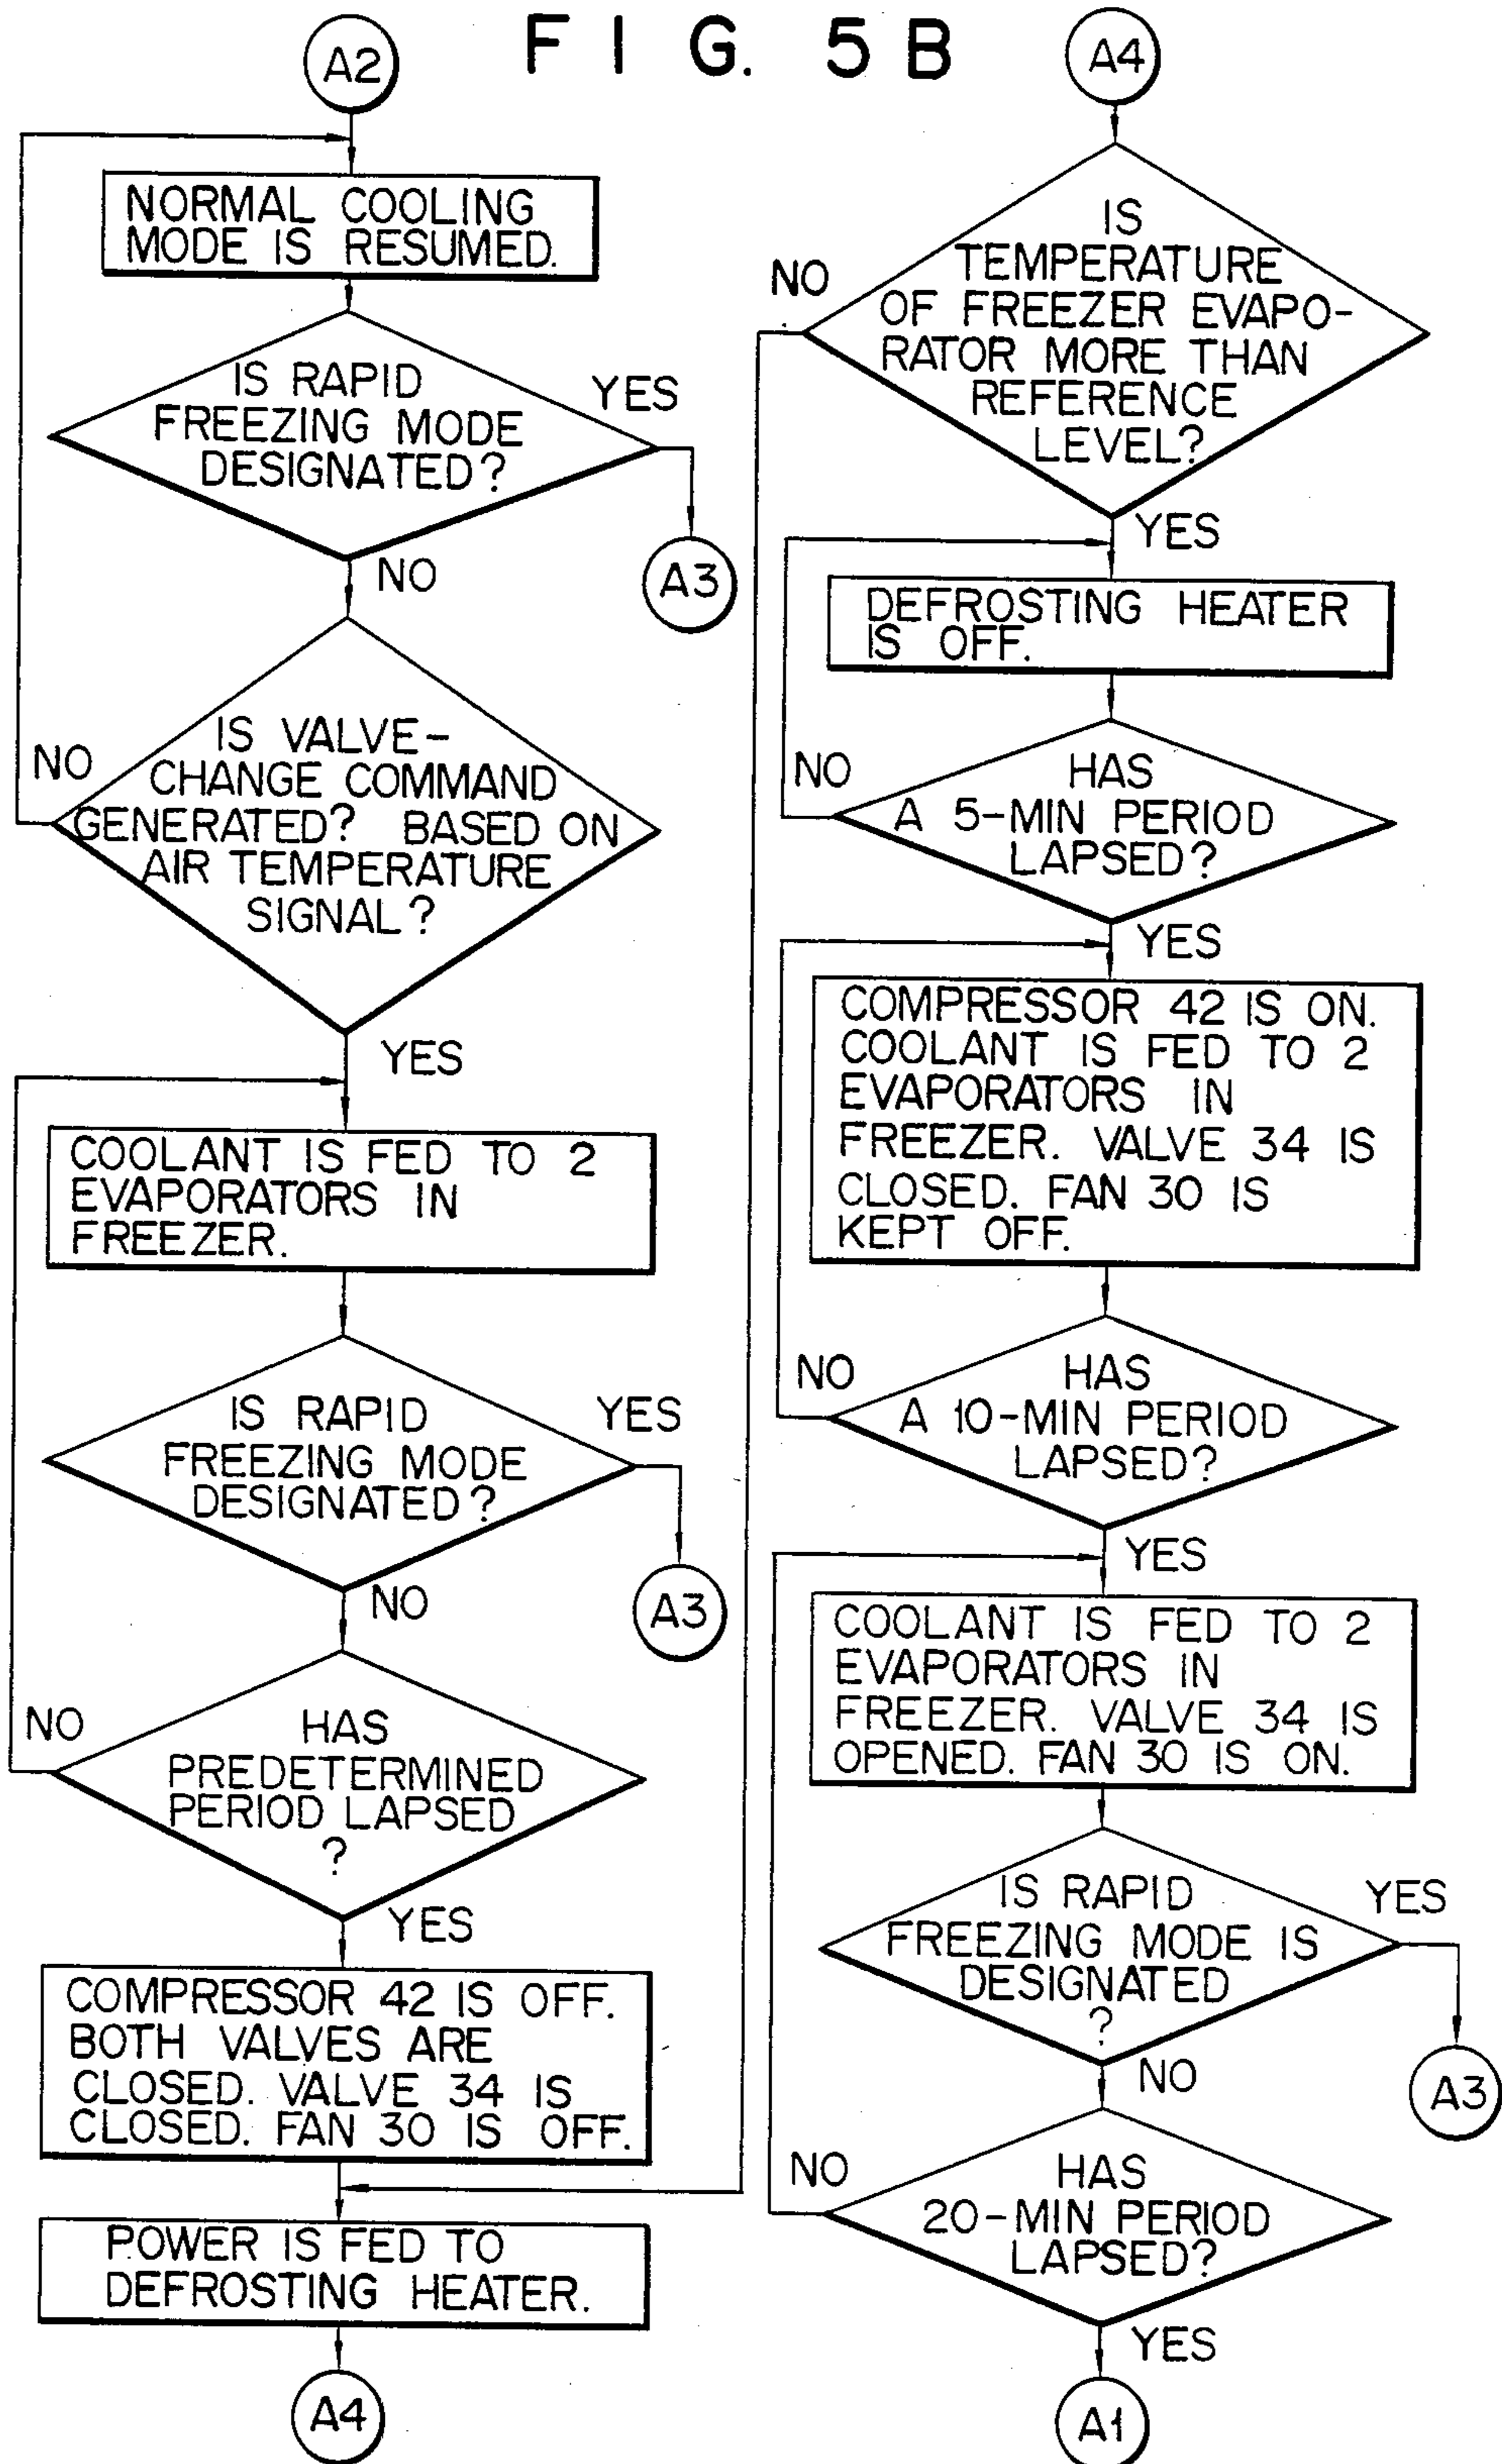 FIG. 5B
A2
NORMAL COOLING
MODE IS RESUMED.
IS RAPID
FREEZING MODE
DESIGNATED?
YES
A3
NO
IS VALVE-
CHANGE COMMAND
GENERATED? BASED ON
AIR TEMPERATURE
SIGNAL?
NO
YES
COOLANT IS FED TO 2
EVAPORATORS IN
FREEZER.
IS RAPID
FREEZING MODE
DESIGNATED?
YES
A3
NO
HAS
PREDETERMINED
PERIOD LAPSED
?
NO
YES
COMPRESSOR 42 IS OFF.
BOTH VALVES ARE
CLOSED. VALVE 34 IS
CLOSED. FAN 30 IS OFF.
POWER IS FED TO
DEFROSTING HEATER.
A4
A4
IS
TEMPERATURE
OF FREEZER EVAPO-
RATOR MORE THAN
REFERENCE
LEVEL?
NO
YES
DEFROSTING HEATER
IS OFF.
HAS
A 5-MIN PERIOD
LAPSED?
NO
YES
COMPRESSOR 42 IS ON.
COOLANT IS FED TO 2
EVAPORATORS IN
FREEZER. VALVE 34 IS
CLOSED. FAN 30 IS
KEPT OFF.
HAS
A 10-MIN PERIOD
LAPSED?
NO
YES
COOLANT IS FED TO 2
EVAPORATORS IN
FREEZER. VALVE 34 IS
OPENED. FAN 30 IS ON.
IS RAPID
FREEZING MODE IS
DESIGNATED
?
YES
A3
NO
HAS
20-MIN PERIOD
LAPSED?
NO
YES
A1